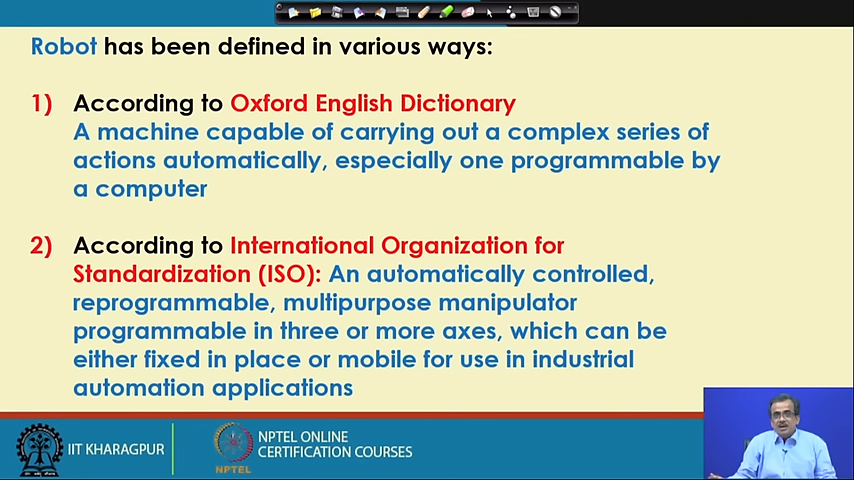 Robot has been defined in various ways:
1) According to Oxford English Dictionary
A machine capable of carrying out a complex series of
actions automatically, especially one programmable by
a computer
2) According to International Organization for
Standardization (ISO): An automatically controlled,
reprogrammable, multipurpose manipulator
programmable in three or more axes, which can be
either fixed in place or mobile for use in industrial
automation applications
IIT KHARAGPUR
NPTEL
NPTEL ONLINE
CERTIFICATION COURSES